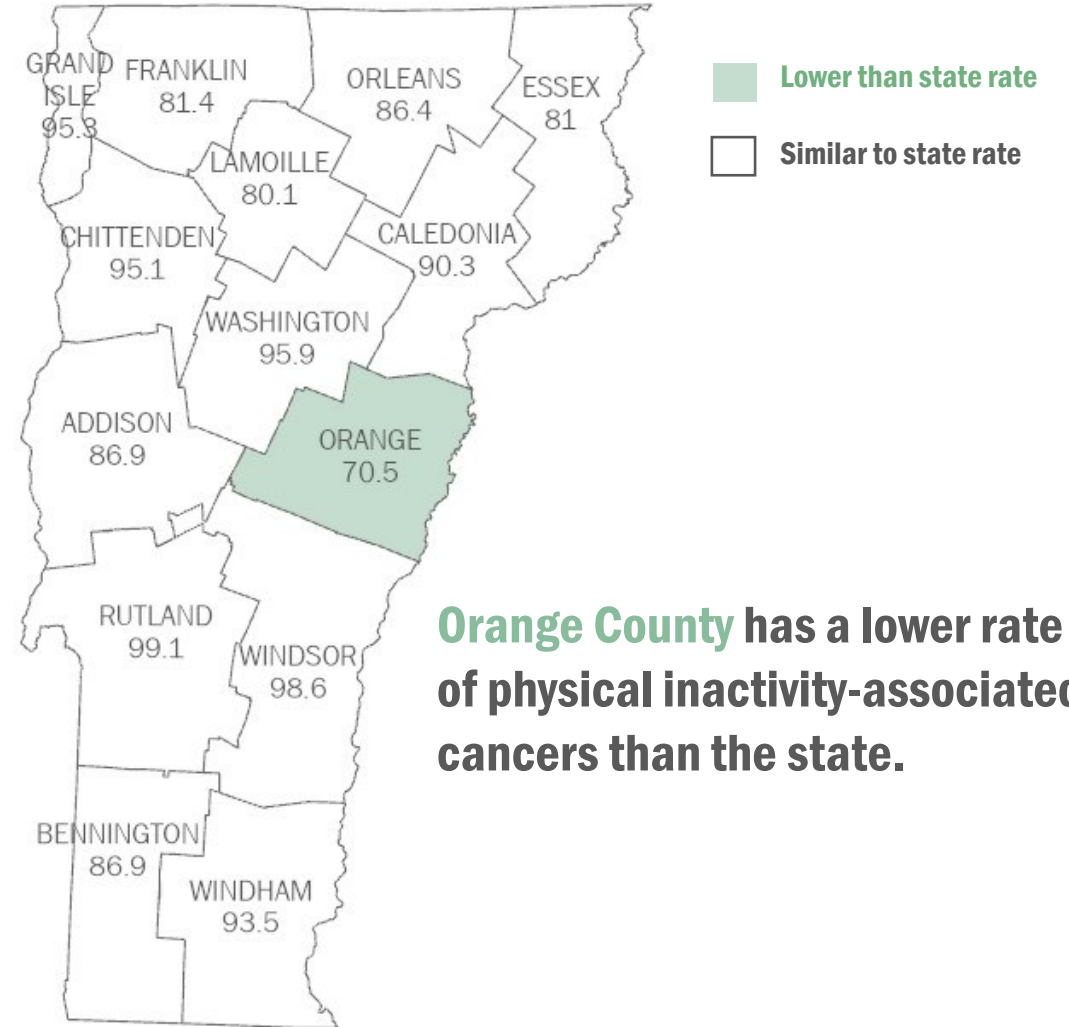 GRAND
ISLE
95.3
FRANKLIN
81.4
ORLEANS
86.4
ESSEX
81
Lower than state rate
Similar to state rate
LAMOILLE
80.1
CHITTENDEN
95.1
CALEDONIA
90.3
WASHINGTON
95.9
ADDISON
86.9
ORANGE
70.5
RUTLAND
99.1
WINDSOR
98.6
Orange County has a lower rate
of physical inactivity-associated
cancers than the state.
BENNINGTON
86.9
WINDHAM
93.5